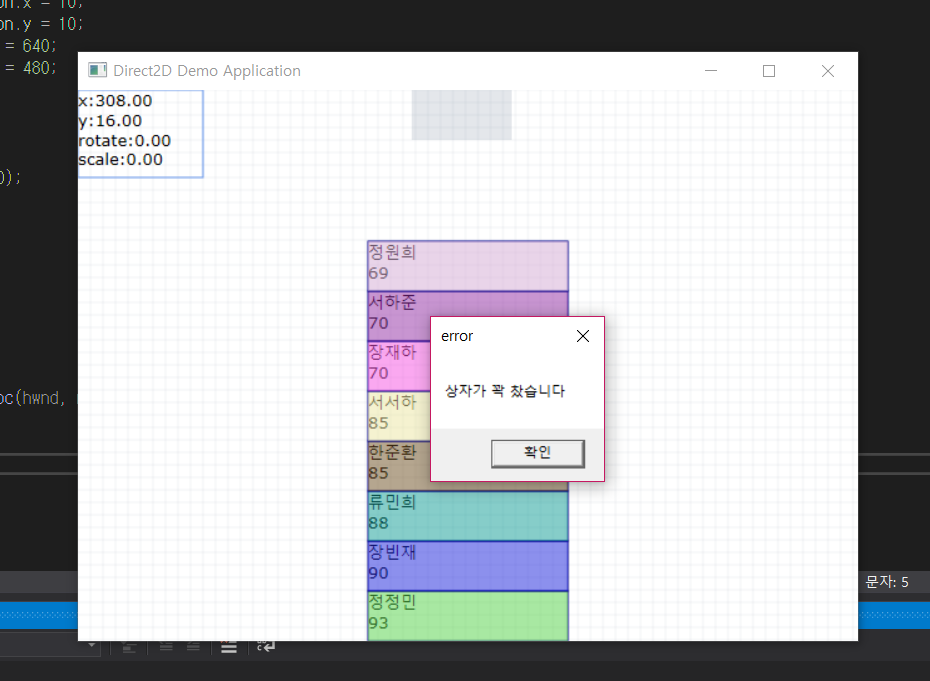 on.x = 10;
on.y = 10;
= 640;
= 480;
Direct2D Demo Application
x:308.00
y:16.00
rotate:0.00
scale:0.00
0);
정원희
69
서하준
70
장재하
70
서서하
85
한준환
85
류민희
88
장빈재
90
정정민
93
error
상자가 꽉 찼습니다
확인
oc(hwnd,
문자: 5